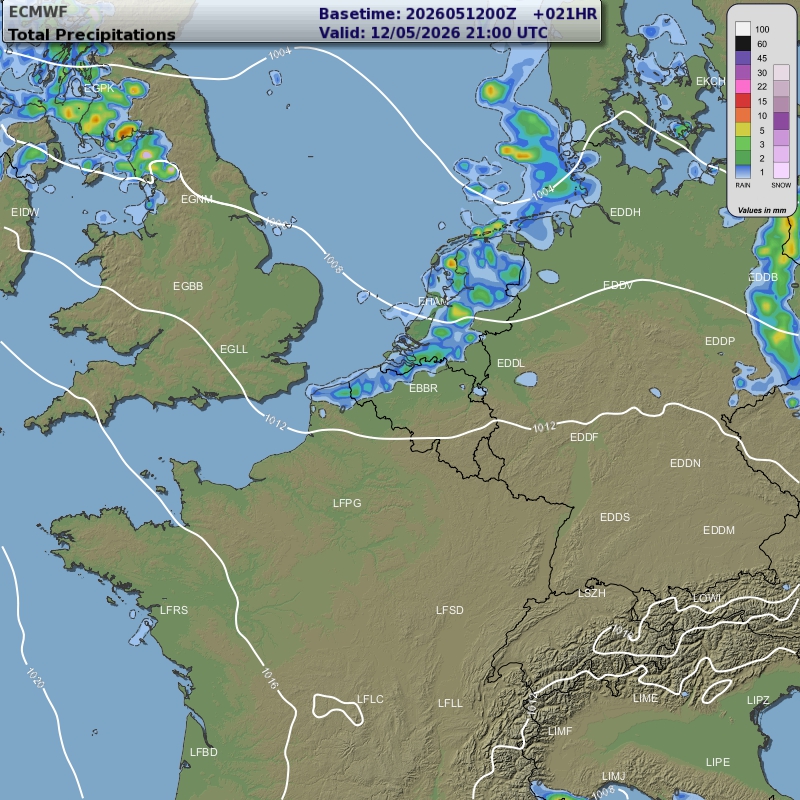 ECMWF
Total Precipitations
Basetime: 2026051200Z +021HR
Valid: 12/05/2026 21:00 UTC
100
60
45
30
22
15
10
5
3
2
1
RAIN SNOW
Values in mm
1004
EGPK
EKCH
1004
EIDW
EGNM
EDDH
1008
EGBB
EDDV
EDDB
EHAM
EGLL
EDDP
EDDL
EBBR
1012
1012
EDDF
EDDN
LFPG
EDDS
EDDM
LSZH
LOWI
LFRS
LFSD
1020
1016
LFLC
LFLL
LIME
LIPZ
LIMF
LFBD
LIPE
LIMJ
1008